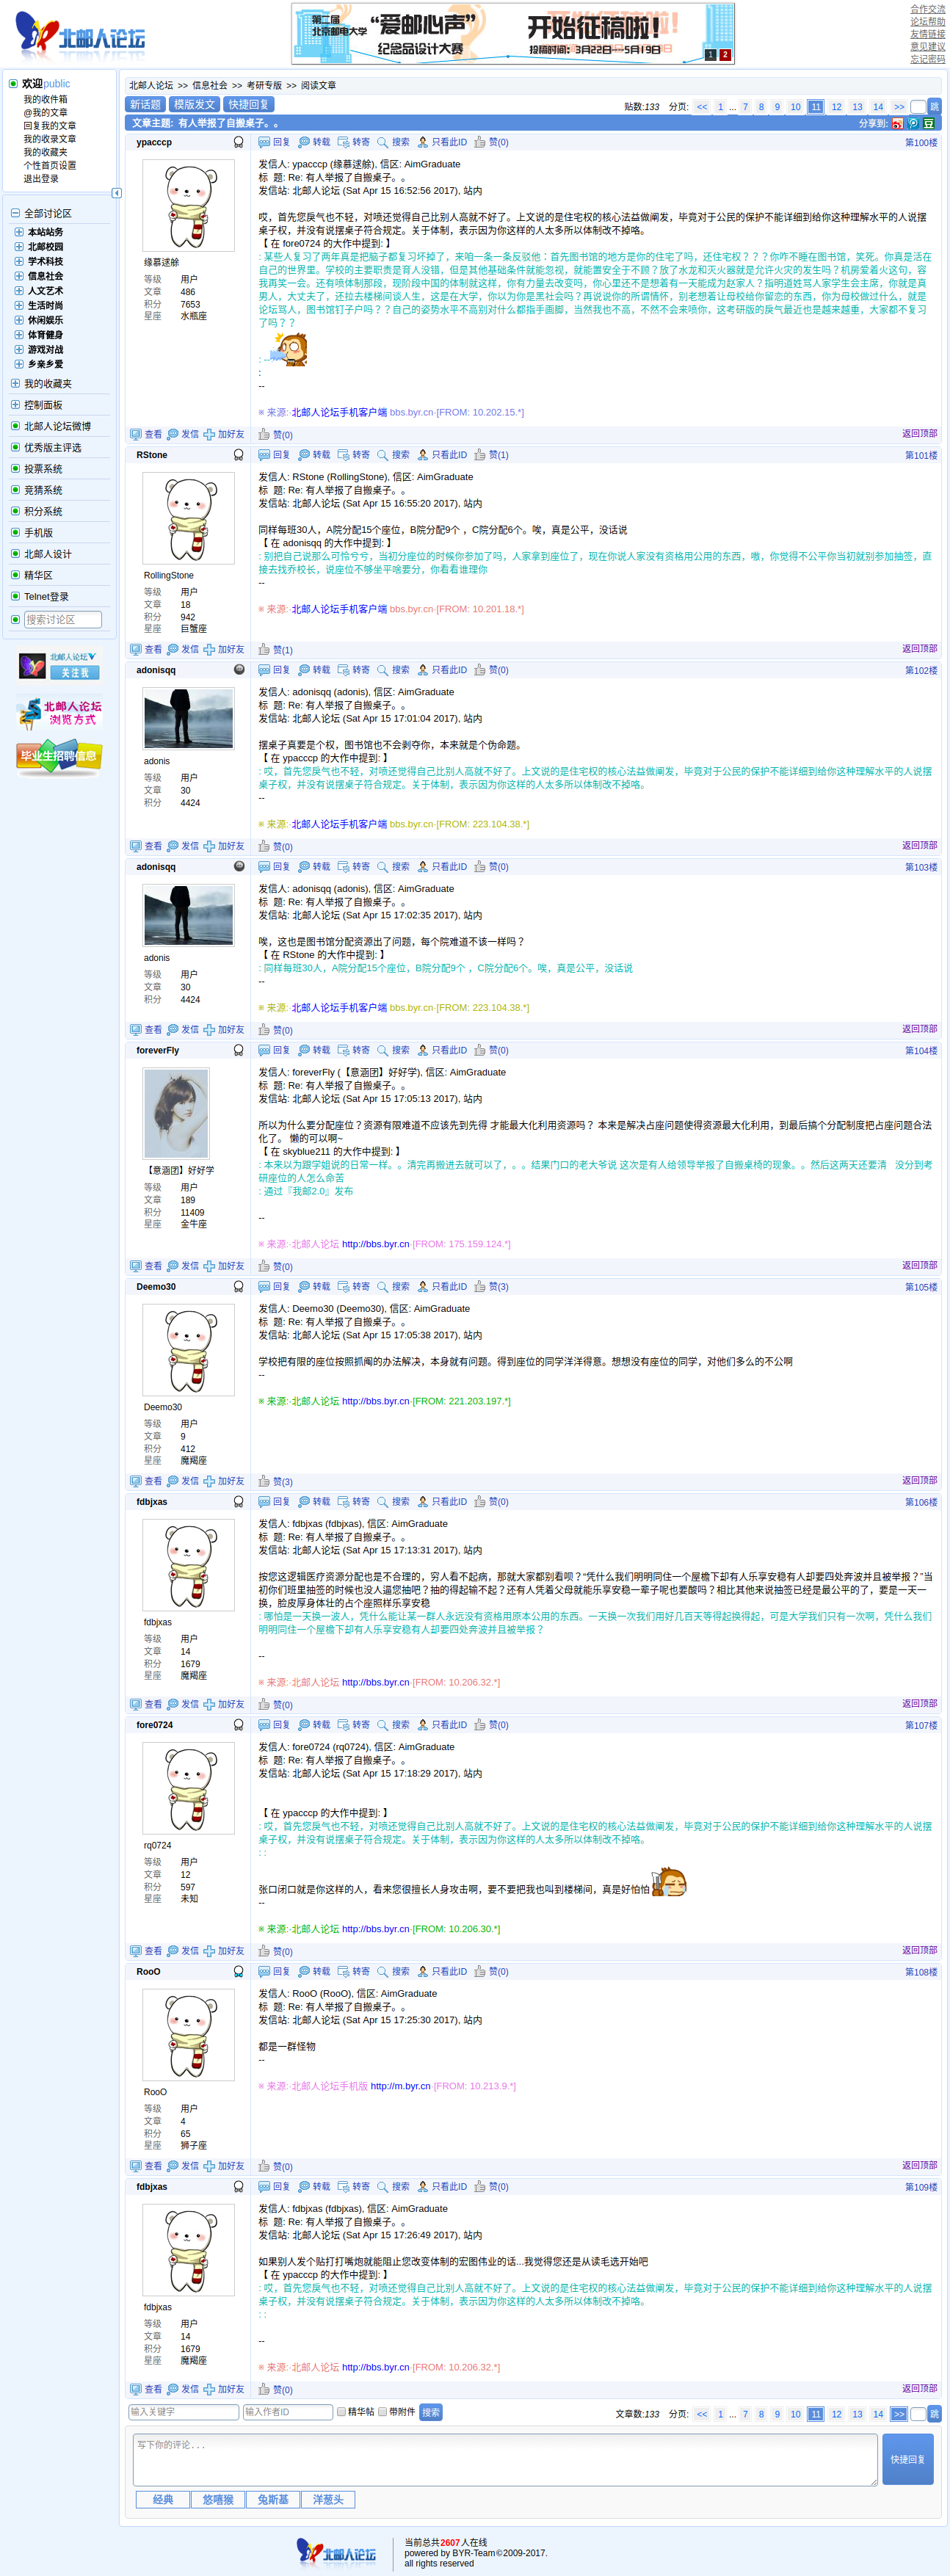 北邮人论坛
第二届
北京邮电大学
“爱邮心声”
纪念品设计大赛
开始征稿啦!
投稿时间：3月22日—5月19日
1 2
合作交流
论坛帮助
友情链接
意见建议
忘记密码
欢迎public
我的收件箱
@我的文章
回复我的文章
我的收录文章
我的收藏夹
个性首页设置
退出登录
全部讨论区
本站站务
北邮校园
学术科技
信息社会
人文艺术
生活时尚
休闲娱乐
体育健身
游戏对战
乡亲乡爱
我的收藏夹
控制面板
北邮人论坛微博
优秀版主评选
投票系统
竞猜系统
积分系统
手机版
北邮人设计
精华区
Telnet登录
搜索讨论区
北邮人论坛
关注我
北邮人论坛
浏览方式
毕业生招聘信息
北邮人论坛 >> 信息社会 >> 考研专版 >> 阅读文章
新话题 模版发文 快捷回复
贴数:133 分页: << 1 ... 7 8 9 10 11 12 13 14 >> 跳
文章主题: 有人举报了自搬桌子。。 分享到: 豆
ypacccp 回复 转载 转寄 搜索 只看此ID 赞(0) 第100楼
缘慕逑艅
等级 用户
文章 486
积分 7653
星座 水瓶座
发信人: ypacccp (缘慕逑艅), 信区: AimGraduate
标 题: Re: 有人举报了自搬桌子。。
发信站: 北邮人论坛 (Sat Apr 15 16:52:56 2017), 站内
哎，首先您戾气也不轻，对喷还觉得自己比别人高就不好了。上文说的是住宅权的核心法益做阐发，毕竟对于公民的保护不能详细到给你这种理解水平的人说摆桌子权，并没有说摆桌子符合规定。关于体制，表示因为你这样的人太多所以体制改不掉咯。
【 在 fore0724 的大作中提到: 】
: 某些人复习了两年真是把脑子都复习坏掉了，来咱一条一条反驳他：首先图书馆的地方是你的住宅了吗，还住宅权？？？你咋不睡在图书馆，笑死。你真是活在自己的世界里。学校的主要职责是育人没错，但是其他基础条件就能忽视，就能置安全于不顾？放了水龙和灭火器就是允许火灾的发生吗？机房爱着火这句，容我再笑一会。还有喷体制那段，现阶段中国的体制就这样，你有力量去改变吗，你心里还不是想着有一天能成为赵家人？指明道姓骂人家学生会主席，你就是真男人，大丈夫了，还拉去楼梯间谈人生，这是在大学，你以为你是黑社会吗？再说说你的所谓情怀，别老想着让母校给你留恋的东西，你为母校做过什么，就是论坛骂人，图书馆钉子户吗？？自己的姿势水平不高别对什么都指手画脚，当然我也不高，不然不会来喷你，这考研版的戾气最近也是越来越重，大家都不复习了吗？？
: --
:
--
※ 来源:·北邮人论坛手机客户端 bbs.byr.cn·[FROM: 10.202.15.*]
查看 发信 加好友 赞(0) 返回顶部
RStone 回复 转载 转寄 搜索 只看此ID 赞(1) 第101楼
RollingStone
等级 用户
文章 18
积分 942
星座 巨蟹座
发信人: RStone (RollingStone), 信区: AimGraduate
标 题: Re: 有人举报了自搬桌子。。
发信站: 北邮人论坛 (Sat Apr 15 16:55:20 2017), 站内
同样每班30人，A院分配15个座位，B院分配9个 ，C院分配6个。唉，真是公平，没话说
【 在 adonisqq 的大作中提到: 】
: 别把自己说那么可怜兮兮，当初分座位的时候你参加了吗，人家拿到座位了，现在你说人家没有资格用公用的东西，嗷，你觉得不公平你当初就别参加抽签，直接去找乔校长，说座位不够坐平啥要分，你看看谁理你
--
※ 来源:·北邮人论坛手机客户端 bbs.byr.cn·[FROM: 10.201.18.*]
查看 发信 加好友 赞(1) 返回顶部
adonisqq 回复 转载 转寄 搜索 只看此ID 赞(0) 第102楼
adonis
等级 用户
文章 30
积分 4424
发信人: adonisqq (adonis), 信区: AimGraduate
标 题: Re: 有人举报了自搬桌子。。
发信站: 北邮人论坛 (Sat Apr 15 17:01:04 2017), 站内
摆桌子真要是个权，图书馆也不会剥夺你，本来就是个伪命题。
【 在 ypacccp 的大作中提到: 】
: 哎，首先您戾气也不轻，对喷还觉得自己比别人高就不好了。上文说的是住宅权的核心法益做阐发，毕竟对于公民的保护不能详细到给你这种理解水平的人说摆桌子权，并没有说摆桌子符合规定。关于体制，表示因为你这样的人太多所以体制改不掉咯。
--
※ 来源:·北邮人论坛手机客户端 bbs.byr.cn·[FROM: 223.104.38.*]
查看 发信 加好友 赞(0) 返回顶部
adonisqq 回复 转载 转寄 搜索 只看此ID 赞(0) 第103楼
adonis
等级 用户
文章 30
积分 4424
发信人: adonisqq (adonis), 信区: AimGraduate
标 题: Re: 有人举报了自搬桌子。。
发信站: 北邮人论坛 (Sat Apr 15 17:02:35 2017), 站内
唉，这也是图书馆分配资源出了问题，每个院难道不该一样吗？
【 在 RStone 的大作中提到: 】
: 同样每班30人，A院分配15个座位，B院分配9个 ，C院分配6个。唉，真是公平，没话说
--
※ 来源:·北邮人论坛手机客户端 bbs.byr.cn·[FROM: 223.104.38.*]
查看 发信 加好友 赞(0) 返回顶部
foreverFly 回复 转载 转寄 搜索 只看此ID 赞(0) 第104楼
【意涵团】好好学
等级 用户
文章 189
积分 11409
星座 金牛座
发信人: foreverFly (【意涵团】好好学), 信区: AimGraduate
标 题: Re: 有人举报了自搬桌子。。
发信站: 北邮人论坛 (Sat Apr 15 17:05:13 2017), 站内
所以为什么要分配座位？资源有限难道不应该先到先得 才能最大化利用资源吗？ 本来是解决占座问题使得资源最大化利用，到最后搞个分配制度把占座问题合法化了。 懒的可以啊~
【 在 skyblue211 的大作中提到: 】
: 本来以为跟学姐说的日常一样。。清完再搬进去就可以了，。。结果门口的老大爷说 这次是有人给领导举报了自搬桌椅的现象。。然后这两天还要清 没分到考研座位的人怎么命苦
: 通过『我邮2.0』发布
--
※ 来源:·北邮人论坛 http://bbs.byr.cn·[FROM: 175.159.124.*]
查看 发信 加好友 赞(0) 返回顶部
Deemo30 回复 转载 转寄 搜索 只看此ID 赞(3) 第105楼
Deemo30
等级 用户
文章 9
积分 412
星座 魔羯座
发信人: Deemo30 (Deemo30), 信区: AimGraduate
标 题: Re: 有人举报了自搬桌子。。
发信站: 北邮人论坛 (Sat Apr 15 17:05:38 2017), 站内
学校把有限的座位按照抓阄的办法解决，本身就有问题。得到座位的同学洋洋得意。想想没有座位的同学，对他们多么的不公啊
--
※ 来源:·北邮人论坛 http://bbs.byr.cn·[FROM: 221.203.197.*]
查看 发信 加好友 赞(3) 返回顶部
fdbjxas 回复 转载 转寄 搜索 只看此ID 赞(0) 第106楼
fdbjxas
等级 用户
文章 14
积分 1679
星座 魔羯座
发信人: fdbjxas (fdbjxas), 信区: AimGraduate
标 题: Re: 有人举报了自搬桌子。。
发信站: 北邮人论坛 (Sat Apr 15 17:13:31 2017), 站内
按您这逻辑医疗资源分配也是不合理的，穷人看不起病，那就大家都别看呗？“凭什么我们明明同住一个屋檐下却有人乐享安稳有人却要四处奔波并且被举报？”当初你们班里抽签的时候也没人逼您抽吧？抽的得起输不起？还有人凭着父母就能乐享安稳一辈子呢也要酸吗？相比其他来说抽签已经是最公平的了，要是一天一换，脸皮厚身体壮的占个座照样乐享安稳
: 哪怕是一天换一波人，凭什么能让某一群人永远没有资格用原本公用的东西。一天换一次我们用好几百天等得起换得起，可是大学我们只有一次啊，凭什么我们明明同住一个屋檐下却有人乐享安稳有人却要四处奔波并且被举报？
--
※ 来源:·北邮人论坛 http://bbs.byr.cn·[FROM: 10.206.32.*]
查看 发信 加好友 赞(0) 返回顶部
fore0724 回复 转载 转寄 搜索 只看此ID 赞(0) 第107楼
rq0724
等级 用户
文章 12
积分 597
星座 未知
发信人: fore0724 (rq0724), 信区: AimGraduate
标 题: Re: 有人举报了自搬桌子。。
发信站: 北邮人论坛 (Sat Apr 15 17:18:29 2017), 站内
【 在 ypacccp 的大作中提到: 】
: 哎，首先您戾气也不轻，对喷还觉得自己比别人高就不好了。上文说的是住宅权的核心法益做阐发，毕竟对于公民的保护不能详细到给你这种理解水平的人说摆桌子权，并没有说摆桌子符合规定。关于体制，表示因为你这样的人太多所以体制改不掉咯。
: :
张口闭口就是你这样的人，看来您很擅长人身攻击啊，要不要把我也叫到楼梯间，真是好怕怕
--
※ 来源:·北邮人论坛 http://bbs.byr.cn·[FROM: 10.206.30.*]
查看 发信 加好友 赞(0) 返回顶部
RooO 回复 转载 转寄 搜索 只看此ID 赞(0) 第108楼
RooO
等级 用户
文章 4
积分 65
星座 狮子座
发信人: RooO (RooO), 信区: AimGraduate
标 题: Re: 有人举报了自搬桌子。。
发信站: 北邮人论坛 (Sat Apr 15 17:25:30 2017), 站内
都是一群怪物
--
※ 来源:·北邮人论坛手机版 http://m.byr.cn·[FROM: 10.213.9.*]
查看 发信 加好友 赞(0) 返回顶部
fdbjxas 回复 转载 转寄 搜索 只看此ID 赞(0) 第109楼
fdbjxas
等级 用户
文章 14
积分 1679
星座 魔羯座
发信人: fdbjxas (fdbjxas), 信区: AimGraduate
标 题: Re: 有人举报了自搬桌子。。
发信站: 北邮人论坛 (Sat Apr 15 17:26:49 2017), 站内
如果别人发个贴打打嘴炮就能阻止您改变体制的宏图伟业的话...我觉得您还是从读毛选开始吧
【 在 ypacccp 的大作中提到: 】
: 哎，首先您戾气也不轻，对喷还觉得自己比别人高就不好了。上文说的是住宅权的核心法益做阐发，毕竟对于公民的保护不能详细到给你这种理解水平的人说摆桌子权，并没有说摆桌子符合规定。关于体制，表示因为你这样的人太多所以体制改不掉咯。
: :
--
※ 来源:·北邮人论坛 http://bbs.byr.cn·[FROM: 10.206.32.*]
查看 发信 加好友 赞(0) 返回顶部
输入关键字 输入作者ID 精华帖 带附件 搜索
文章数:133 分页: << 1 ... 7 8 9 10 11 12 13 14 >> 跳
写下你的评论...
快捷回复
经典 悠嘻猴 兔斯基 洋葱头
北邮人论坛
当前总共2607人在线
powered by BYR-Team©2009-2017.
all rights reserved